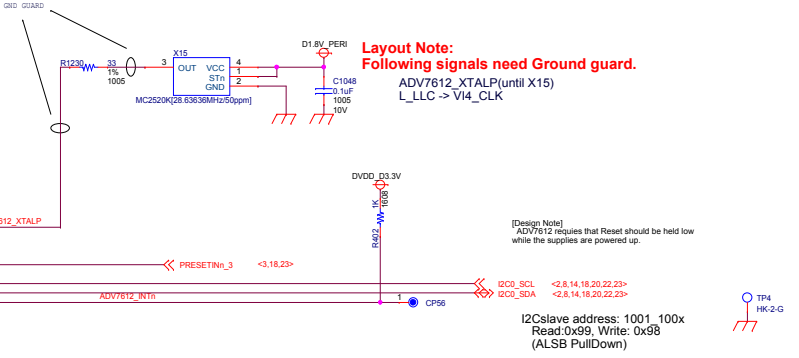 GND GUARD
R1230
33
1%
1005
X15
3
OUT
VCC
4
STn
1
GND
2
MC2520K[28.63636MHz/50ppm]
D1.8V_PERI
C1048
0.1uF
1005
10V
Layout Note:
Following signals need Ground guard.
ADV7612_XTALP(until X15)
L_LLC -> VI4_CLK
DVDD_D3.3V
1K
1608
R402
612_XTALP
[Design Note]
ADV7612 requies that Reset should be held low
while the supplies are powered up.
PRESETINn_3
<3,18,23>
I2C0_SCL
<2,8,14,18,20,22,23>
I2C0_SDA
<2,8,14,18,20,22,23>
ADV7612_INTn
1
CP56
TP4
HK-2-G
I2Cslave address: 1001_100x
Read:0x99, Write: 0x98
(ALSB PullDown)